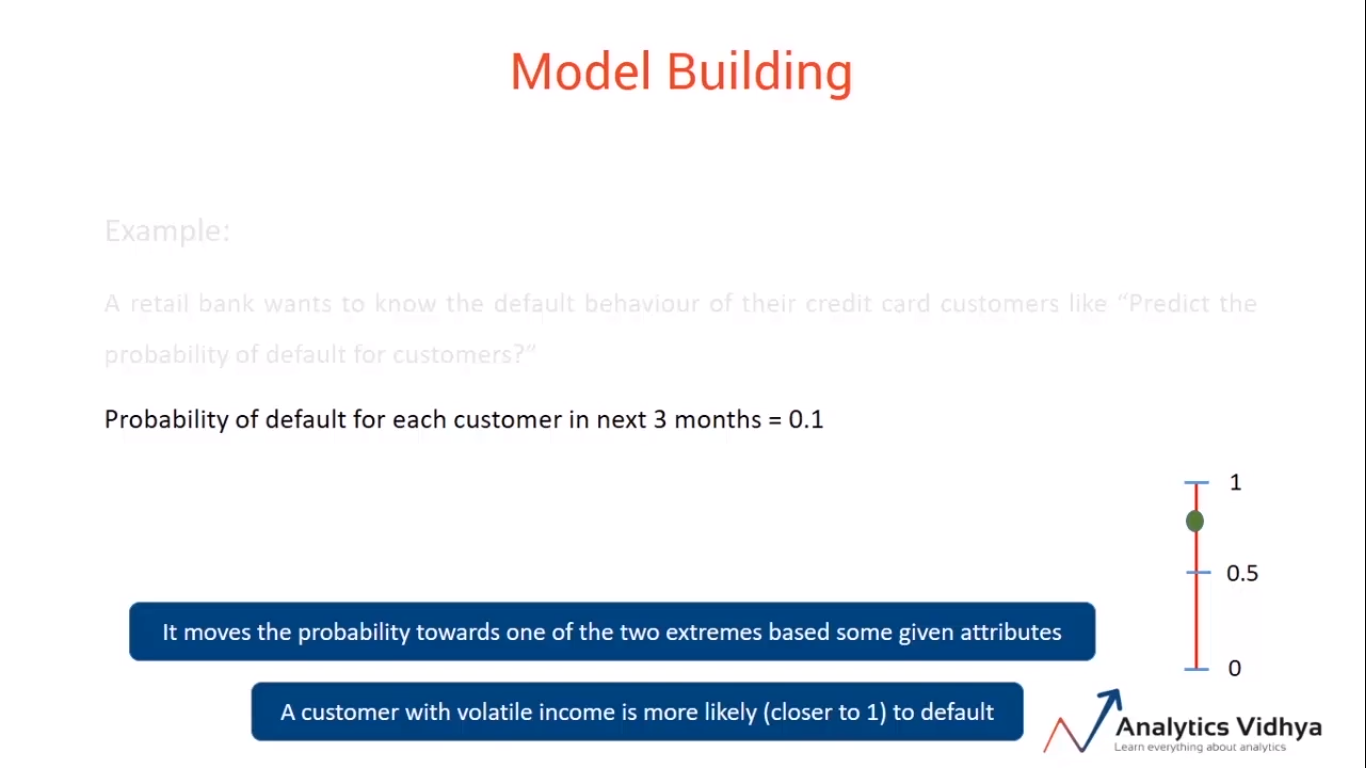 Model Building
Example:
A retail bank wants to know the default behaviour of their credit card customers like “Predict the
probability of default for customers?”
Probability of default for each customer in next 3 months = 0.1
1
0.5
0
It moves the probability towards one of the two extremes based some given attributes
A customer with volatile income is more likely (closer to 1) to default
Analytics Vidhya
Learn everything about analytics